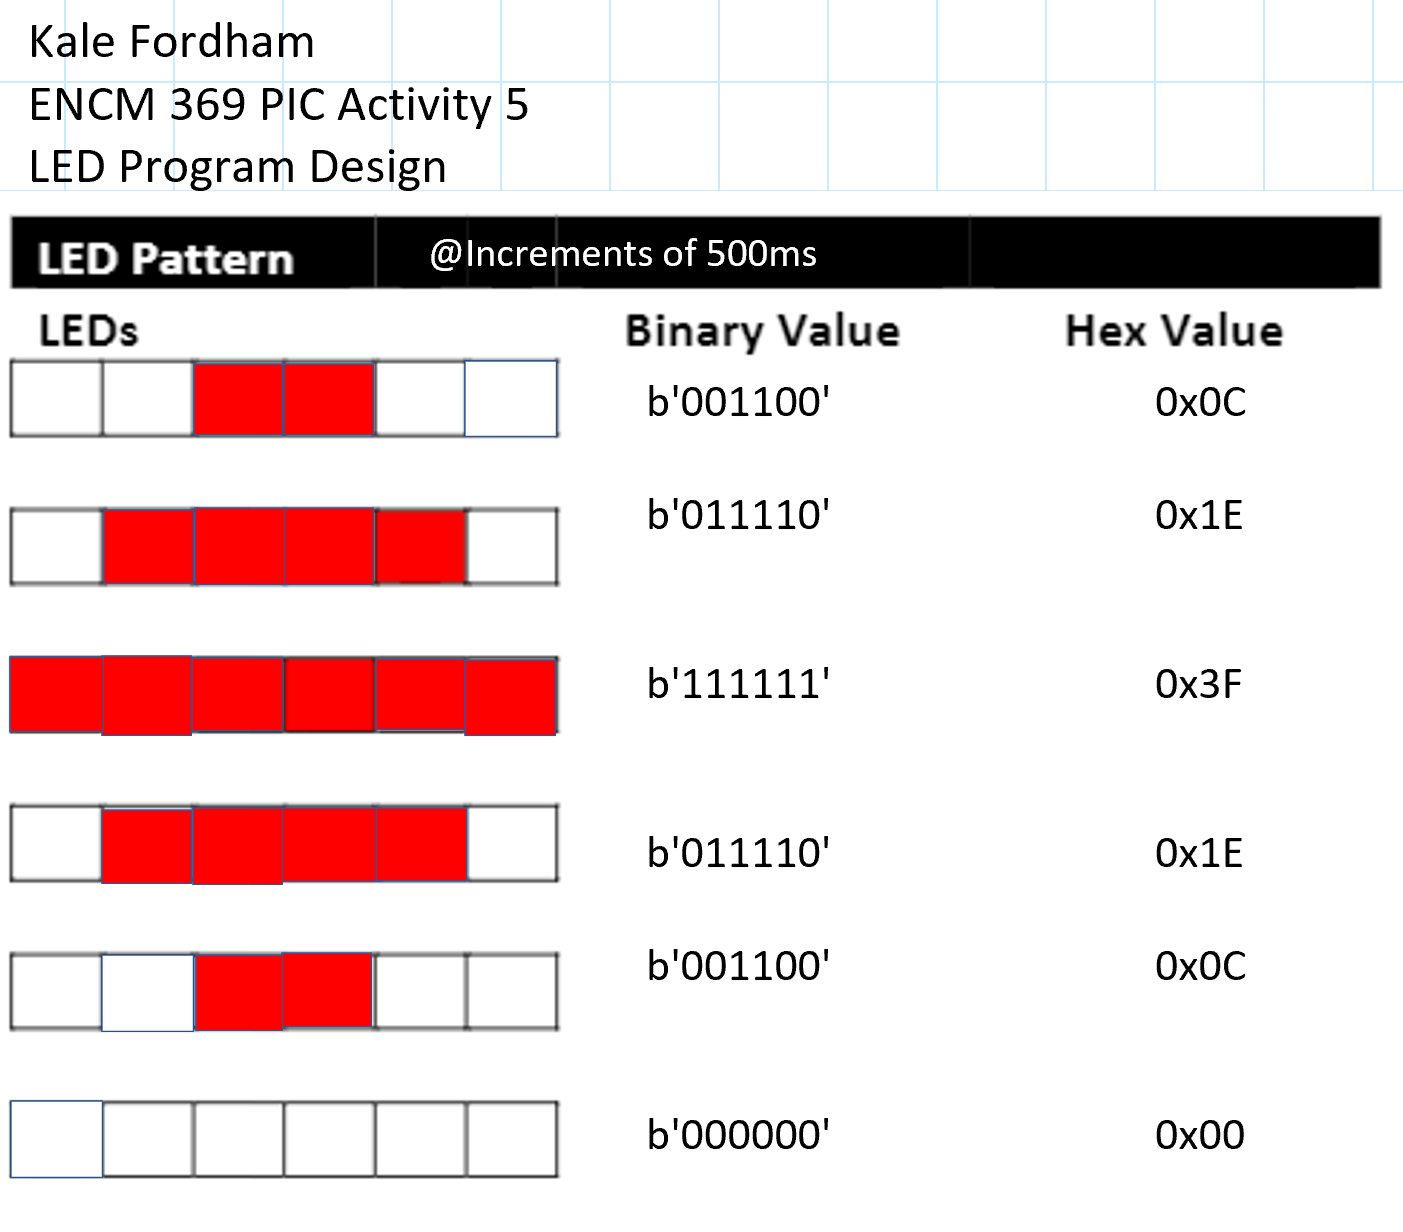 Kale Fordham
ENCM 369 PIC Activity 5
LED Program Design
LED Pattern @Increments of 500ms
LEDs Binary Value Hex Value
b'001100' 0x0C
b'011110' 0x1E
b'111111' 0x3F
b'011110' 0x1E
b'001100' 0x0C
b'000000' 0x00